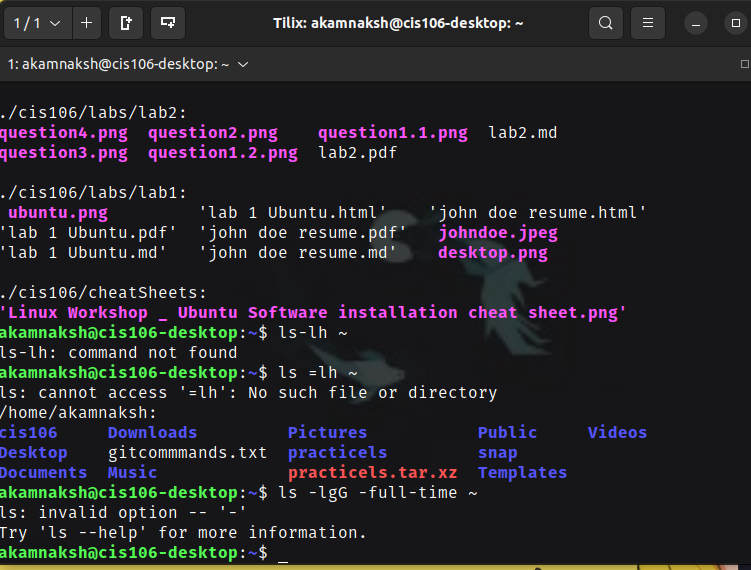 1 / 1
Tilix: akamnaksh@cis106-desktop: ~
1: akamnaksh@cis106-desktop: ~
./cis106/labs/lab2:
question4.png question2.png question1.1.png lab2.md
question3.png question1.2.png lab2.pdf
./cis106/labs/lab1:
ubuntu.png 'lab 1 Ubuntu.html' 'john doe resume.html'
'lab 1 Ubuntu.pdf' 'john doe resume.pdf' johndoe.jpeg
'lab 1 Ubuntu.md' 'john doe resume.md' desktop.png
./cis106/cheatSheets:
'Linux Workshop _ Ubuntu Software installation cheat sheet.png'
akamnaksh@cis106-desktop:~$ ls-lh ~
ls-lh: command not found
akamnaksh@cis106-desktop:~$ ls =lh ~
ls: cannot access '=lh': No such file or directory
/home/akamnaksh:
cis106 Downloads Pictures Public Videos
Desktop gitcommmands.txt practicels snap
Documents Music practicels.tar.xz Templates
akamnaksh@cis106-desktop:~$ ls -lgG -full-time ~
ls: invalid option -- '-'
Try 'ls --help' for more information.
akamnaksh@cis106-desktop:~$ _